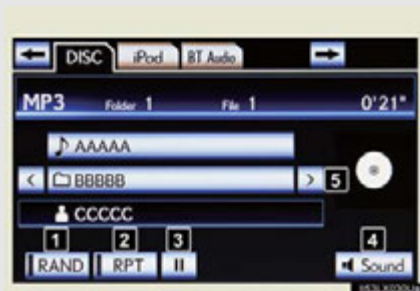 DISC iPod BT Audio
MP3 Folder 1 File 1 0'21"
AAAAA
< BBBBB > 5
CCCCC
1 2 3 4
RAND RPT II Sound